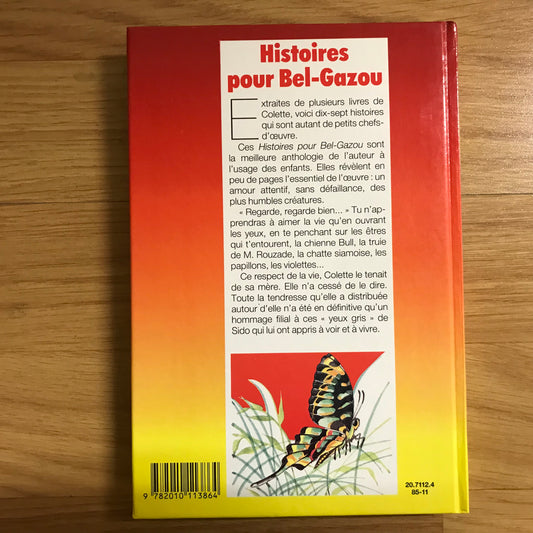 Histoires
pour Bel-Gazou
Extraites de plusieurs livres de
Colette, voici dix-sept histoires
qui sont autant de petits chefs-
d'œuvre.
Ces Histoires pour Bel-Gazou sont
la meilleure anthologie de l'auteur à
l'usage des enfants. Elles révèlent en
peu de pages l'essentiel de l'œuvre : un
amour attentif, sans défaillance, des
plus humbles créatures.
« Regarde, regarde bien... » Tu n'ap-
prendras à aimer la vie qu'en ouvrant
les yeux, en te penchant sur les êtres
qui t'entourent, la chienne Bull, la truie
de M. Rouzade, la chatte siamoise, les
papillons, les violettes...
Ce respect de la vie, Colette le tenait
de sa mère. Elle n'a cessé de le dire.
Toute la tendresse qu'elle a distribuée
autour d'elle n'a été en définitive qu'un
hommage filial à ces « yeux gris » de
Sido qui lui ont appris à voir et à vivre.
9 782010 113864
20.7112.4
85-11